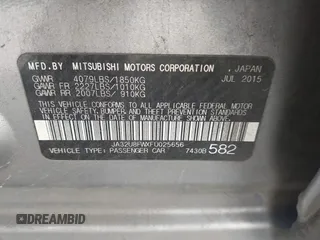 MFD. BY MITSUBISHI MOTORS CORPORATION , JAPAN
GVWR 4079LBS/1850KG JUL 2015
GAWR FR 2227LBS/1010KG
GAWR RR 2007LBS/ 910KG
THIS VEHICLE CONFORMS TO ALL APPLICABLE
FEDERAL MOTOR VEHICLE SAFETY, BUMPER,
AND THEFT PREVENTION STANDARDS IN EFFECT
ON THE DATE OF MANUFACTURE SHOWN ABOVE.
JA32U8FWXFU025656
VEHICLE TYPE: PASSENGER CAR 7430B582
DREAMBID